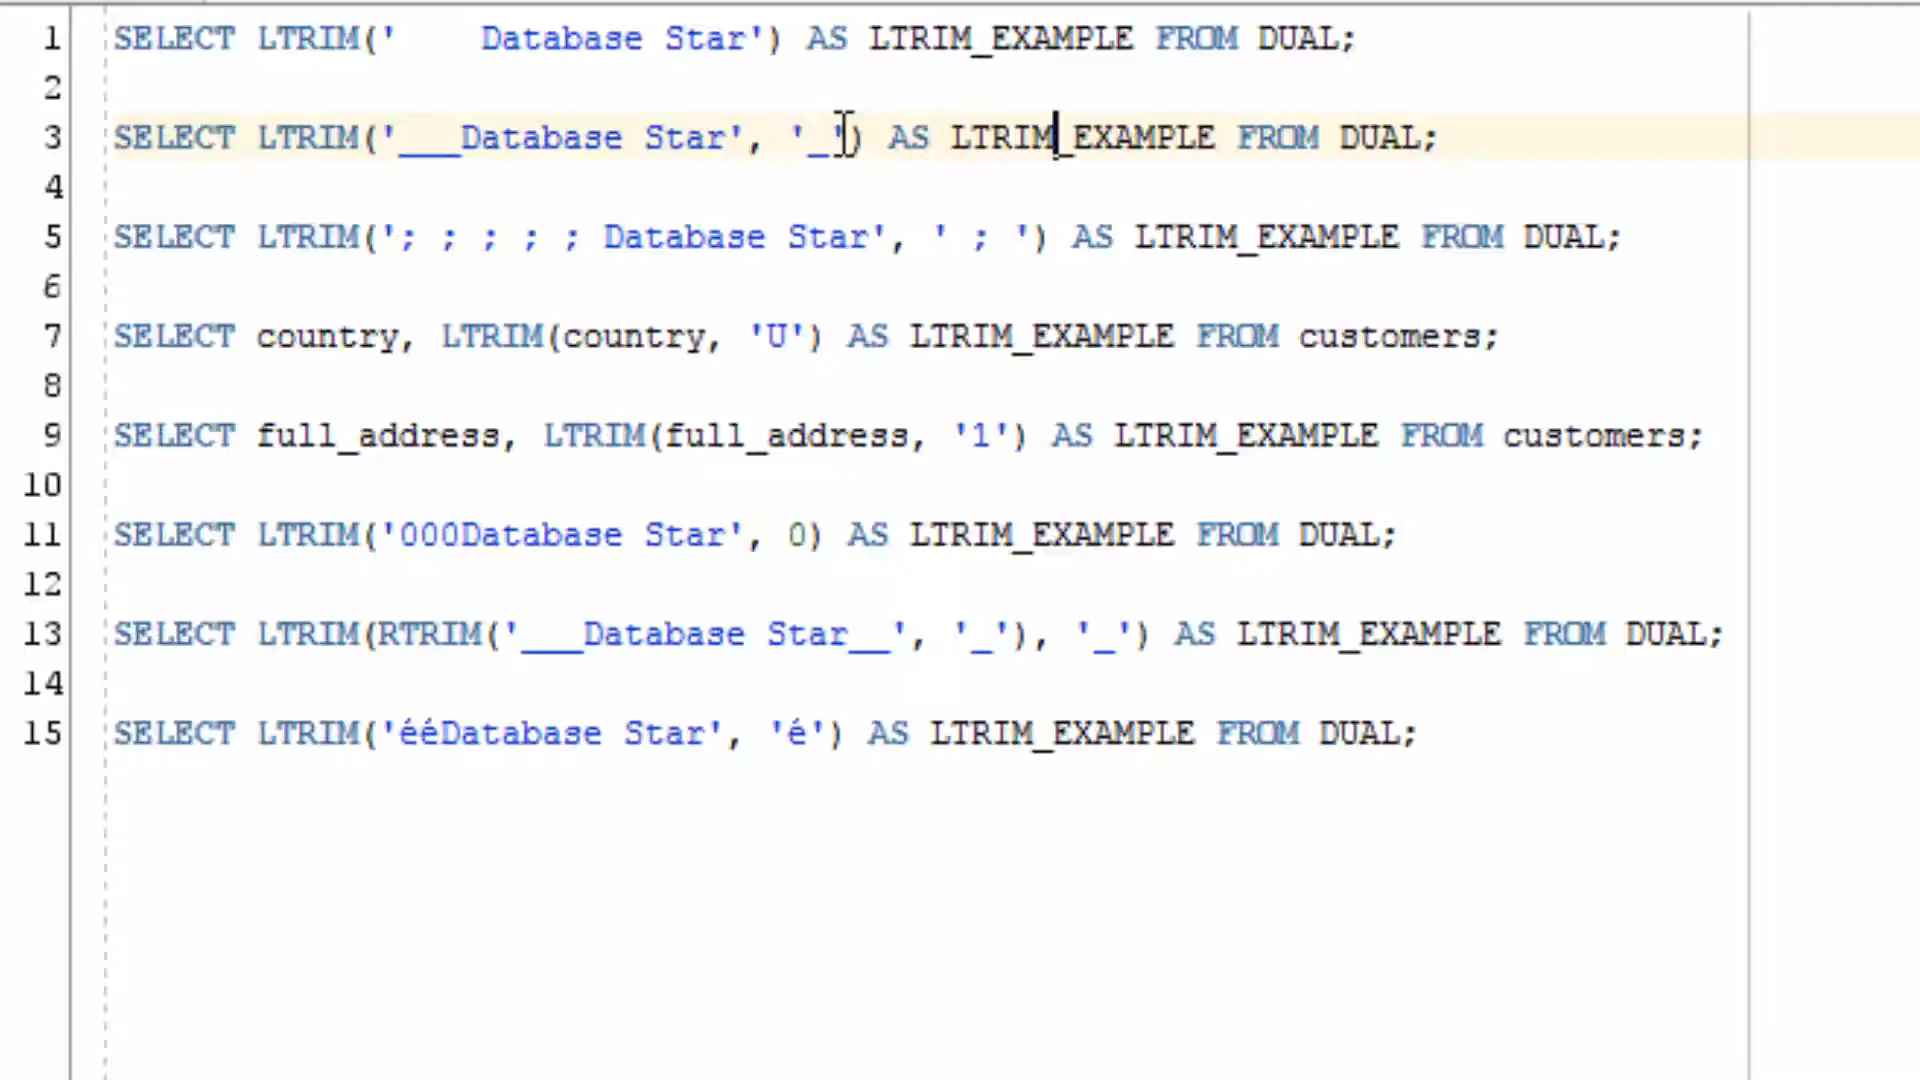 1 SELECT LTRIM('    Database Star') AS LTRIM_EXAMPLE FROM DUAL;
2
3 SELECT LTRIM('___Database Star', '_') AS LTRIM_EXAMPLE FROM DUAL;
4
5 SELECT LTRIM('; ; ; ; ; Database Star', ' ; ') AS LTRIM_EXAMPLE FROM DUAL;
6
7 SELECT country, LTRIM(country, 'U') AS LTRIM_EXAMPLE FROM customers;
8
9 SELECT full_address, LTRIM(full_address, '1') AS LTRIM_EXAMPLE FROM customers;
10
11 SELECT LTRIM('000Database Star', 0) AS LTRIM_EXAMPLE FROM DUAL;
12
13 SELECT LTRIM(RTRIM('___Database Star__', '_'), '_') AS LTRIM_EXAMPLE FROM DUAL;
14
15 SELECT LTRIM('ééDatabase Star', 'é') AS LTRIM_EXAMPLE FROM DUAL;